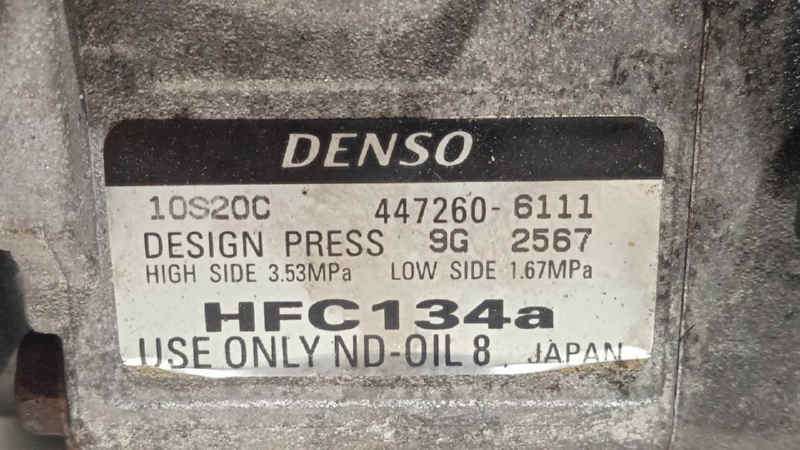 DENSO
10S20C 447260-6111
DESIGN PRESS 9G 2567
HIGH SIDE 3.53MPa LOW SIDE 1.67MPa
HFC134a
USE ONLY ND-OIL 8, JAPAN